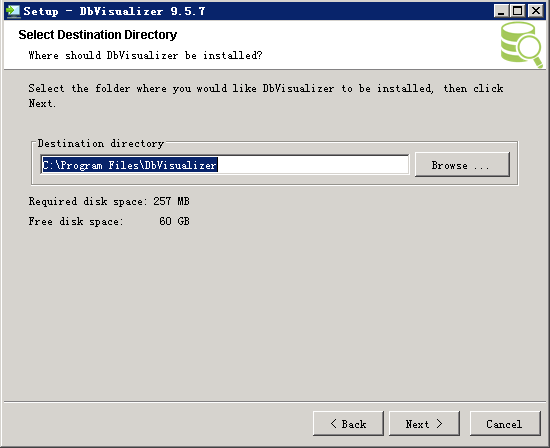 Setup - DbVisualizer 9.5.7
Select Destination Directory
Where should DbVisualizer be installed?
Select the folder where you would like DbVisualizer to be installed, then click
Next.
Destination directory
C:\Program Files\DbVisualizer
Browse ...
Required disk space: 257 MB
Free disk space: 60 GB
< Back
Next >
Cancel